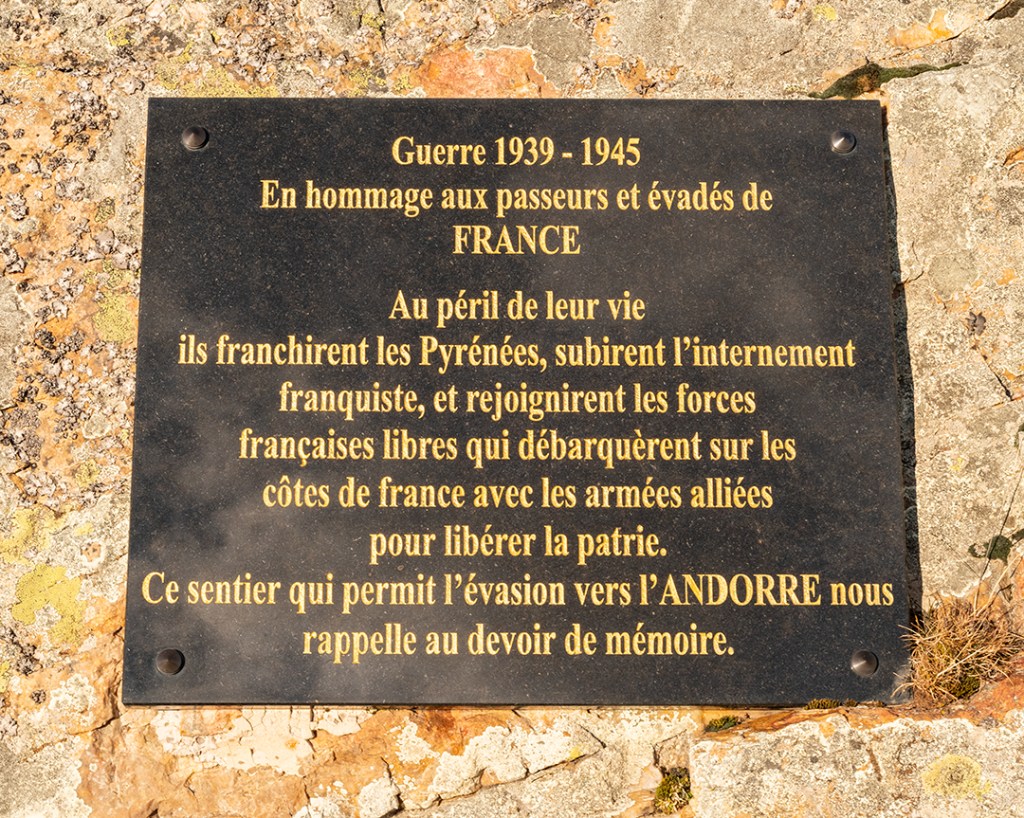 Guerre 1939 - 1945
En hommage aux passeurs et évadés de
FRANCE
Au péril de leur vie
ils franchirent les Pyrénées, subirent l'internement
franquiste, et rejoignirent les forces
françaises libres qui débarquèrent sur les
côtes de france avec les armées alliées
pour libérer la patrie.
Ce sentier qui permit l'évasion vers l'ANDORRE nous
rappelle au devoir de mémoire.